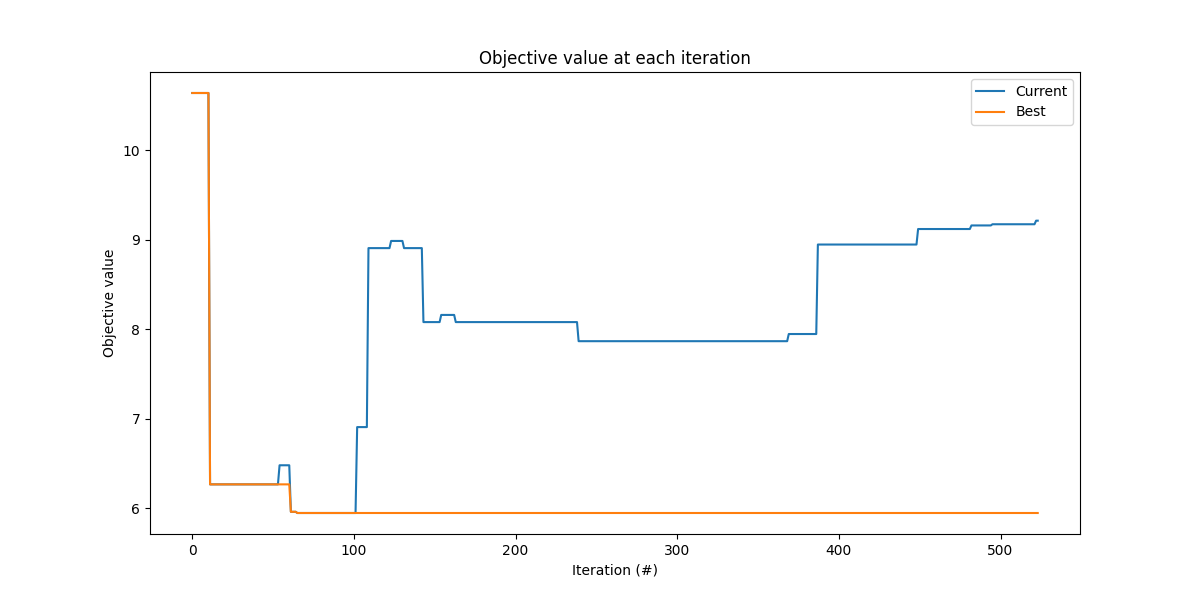 Objective value at each iteration
Current
Best
Objective value
10
9
8
7
6
0 100 200 300 400 500
Iteration (#)